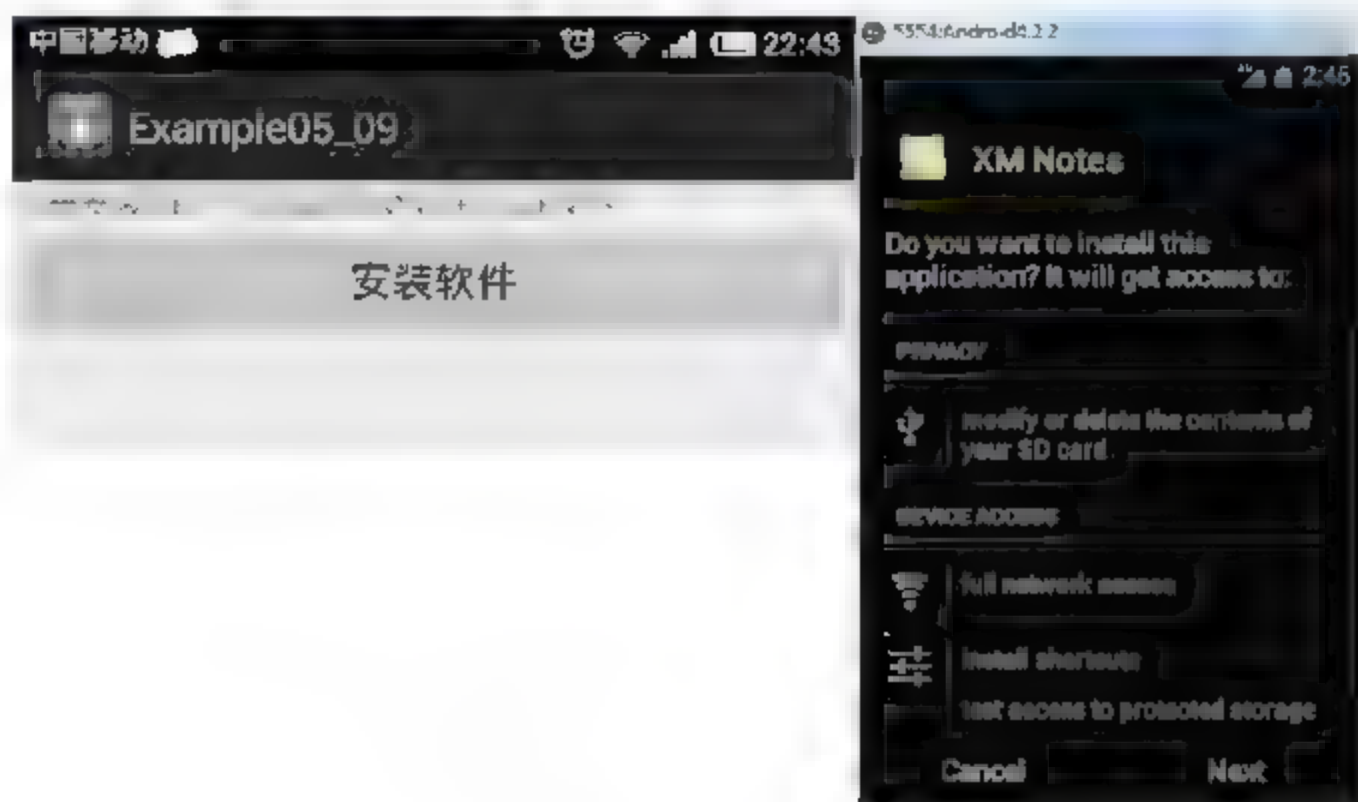 中国移动 22:43
Example05_09
安装软件
5554:Android4.2.2
2:45
XM Notes
Do you want to install this
application? It will get access to:
PRIVACY
modify or delete the contents of
your SD card
DEVICE ACCESS
full network access
install shortcuts
test access to protected storage
Cancel Next